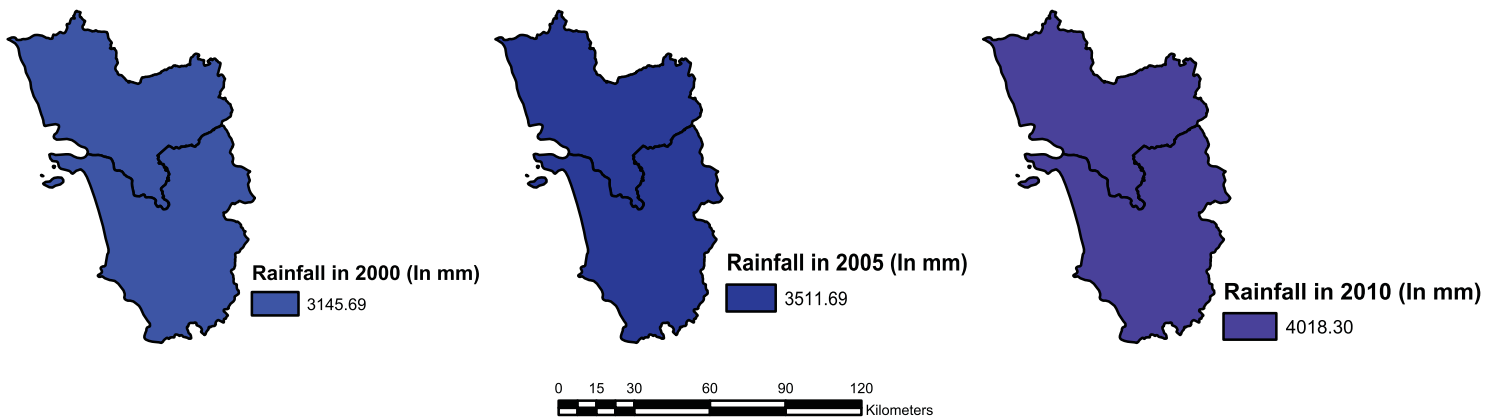 Rainfall in 2000 (In mm)
3145.69
Rainfall in 2005 (In mm)
3511.69
Rainfall in 2010 (In mm)
4018.30
0 15 30 60 90 120
Kilometers